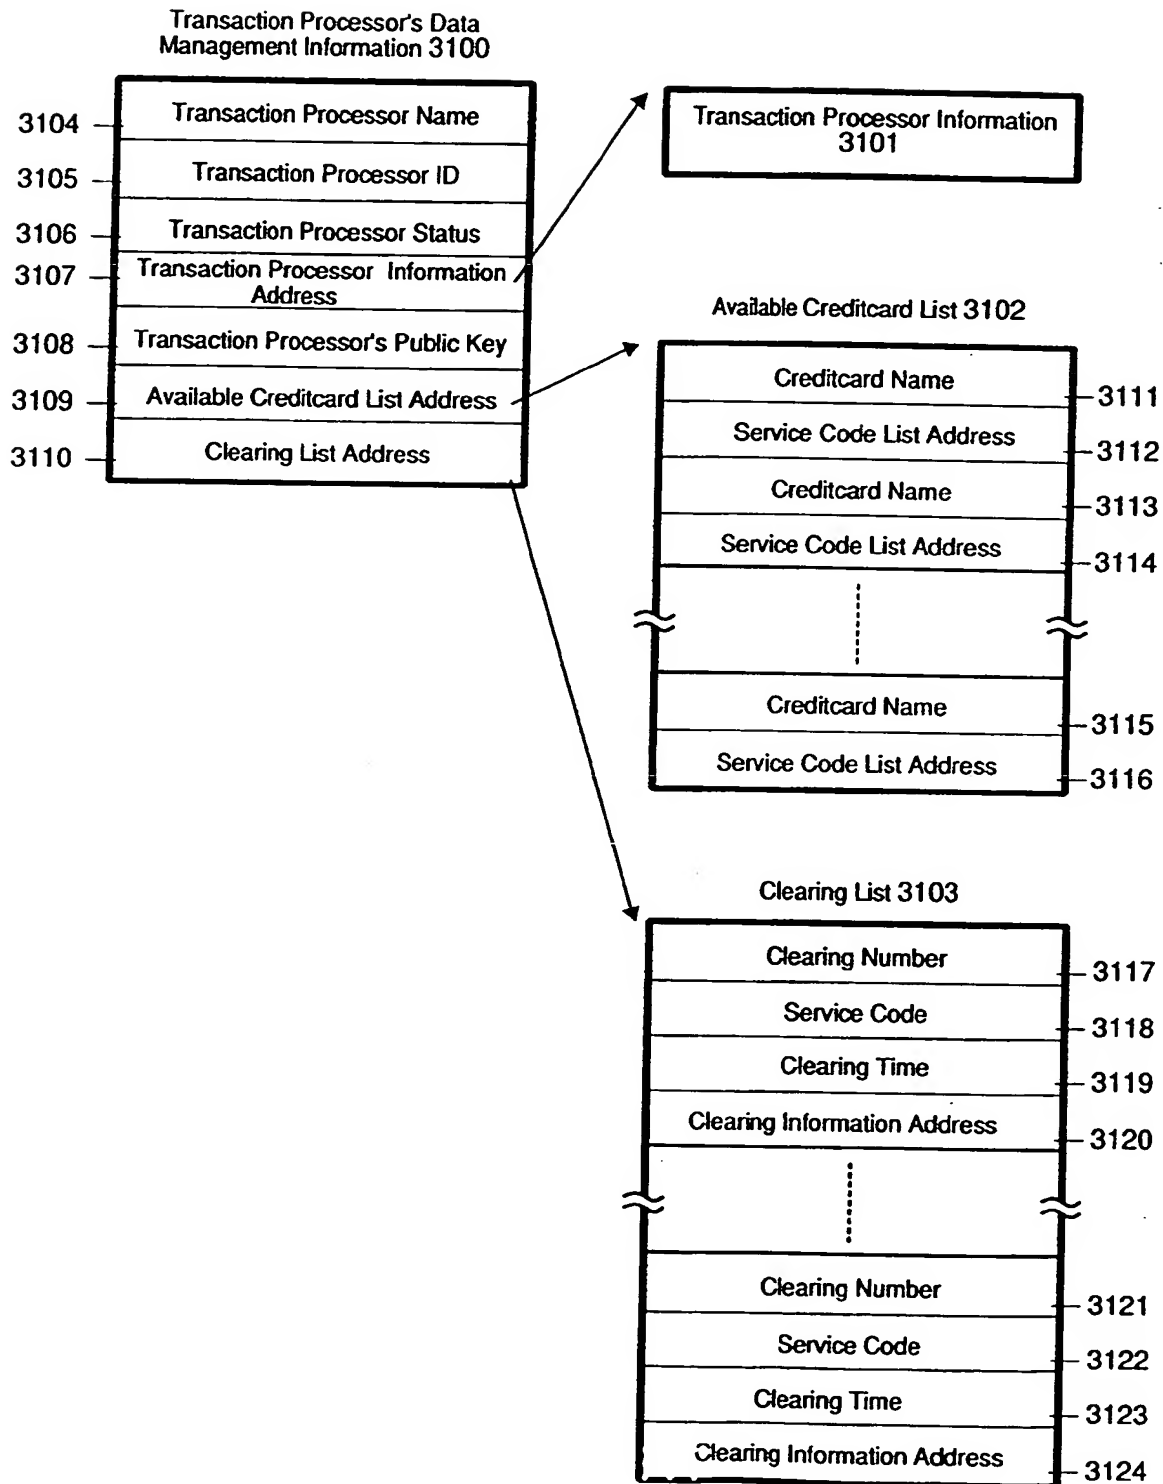 Transaction Processor's Data
Management Information 3100
3104
Transaction Processor Name
3105
Transaction Processor ID
3106
Transaction Processor Status
3107
Transaction Processor Information
Address
3108
Transaction Processor's Public Key
3109
Available Creditcard List Address
3110
Clearing List Address
Transaction Processor Information
3101
Available Creditcard List 3102
Creditcard Name
3111
Service Code List Address
3112
Creditcard Name
3113
Service Code List Address
3114
Creditcard Name
3115
Service Code List Address
3116
Clearing List 3103
Clearing Number
3117
Service Code
3118
Clearing Time
3119
Clearing Information Address
3120
Clearing Number
3121
Service Code
3122
Clearing Time
3123
Clearing Information Address
3124